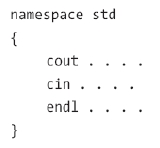 namespace std
{
cout . . . .
cin . . . .
endl . . . .
}